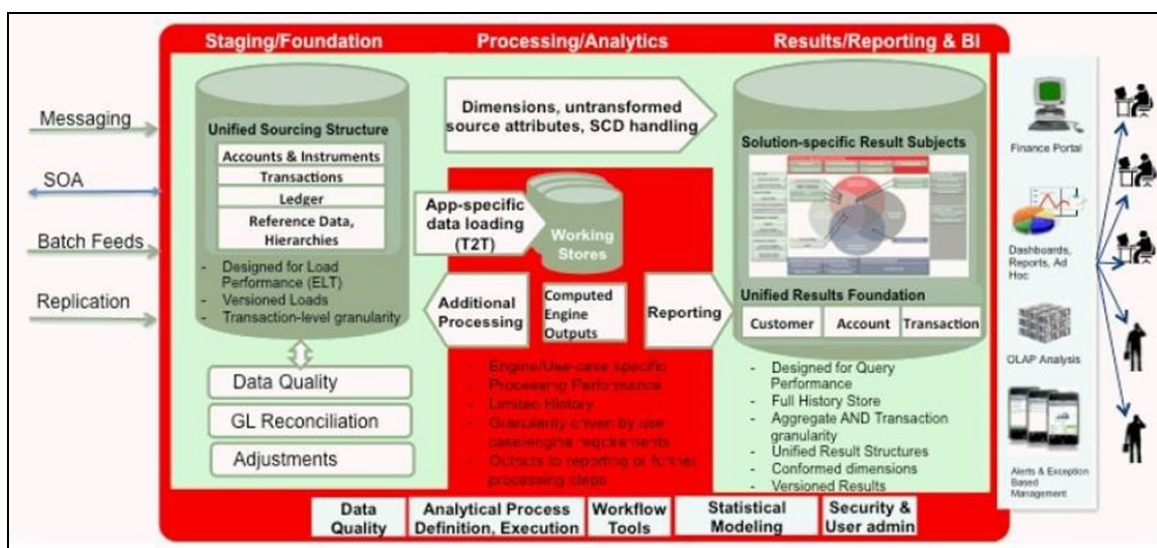 Staging/Foundation
Processing/Analytics
Results/Reporting & BI
Messaging
SOA
Batch Feeds
Replication
Unified Sourcing Structure
Accounts & Instruments
Transactions
Ledger
Reference Data,
Hierarchies
- Designed for Load
Performance (ELT)
- Versioned Loads
- Transaction-level granularity
Data Quality
GL Reconciliation
Adjustments
Dimensions, untransformed
source attributes, SCD handling
App-specific
data loading
(T2T)
Working
Stores
Additional
Processing
Computed
Engine
Outputs
Reporting
- Engine/Use-case specific
- Processing Performance
- Limited History
- Granularity driven by use
case/engine requirements
- Outputs to reporting or further
processing steps
Solution-specific Result Subjects
Unified Results Foundation
Customer
Account
Transaction
- Designed for Query
Performance
- Full History Store
- Aggregate AND Transaction
granularity
- Unified Result Structures
- Conformed dimensions
- Versioned Results
Finance Portal
Dashboards,
Reports, Ad
Hoc
OLAP Analysis
Alerts & Exception
Based
Management
Data
Quality
Analytical Process
Definition, Execution
Workflow
Tools
Statistical
Modeling
Security &
User admin